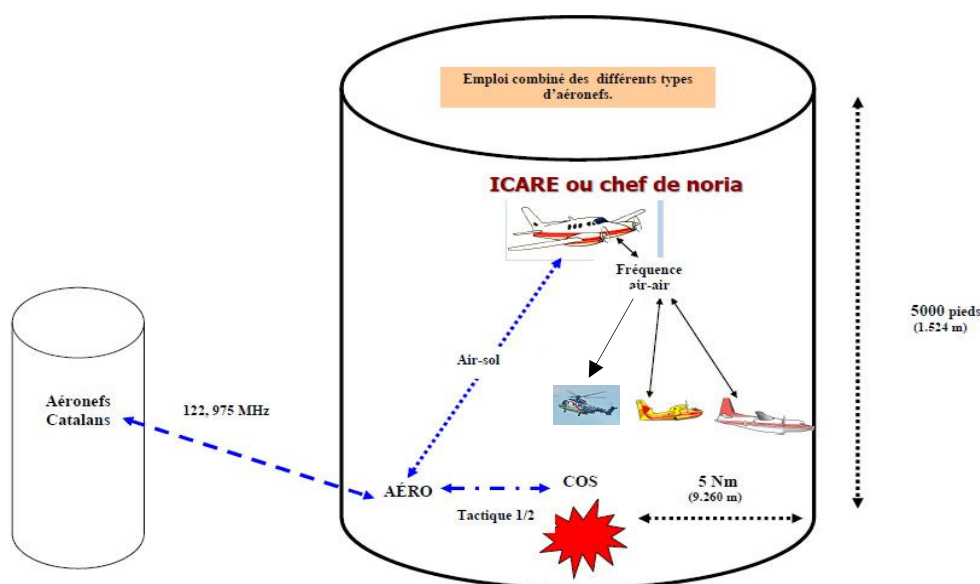 Emploi combiné des différents types
d'aéronefs.
ICARE ou chef de noria
Fréquence
air-air
5000 pieds
(1.524 m)
Air-sol
Aéronefs
Catalans
122, 975 MHz
AÉRO
COS
5 Nm
(9.260 m)
Tactique 1/2